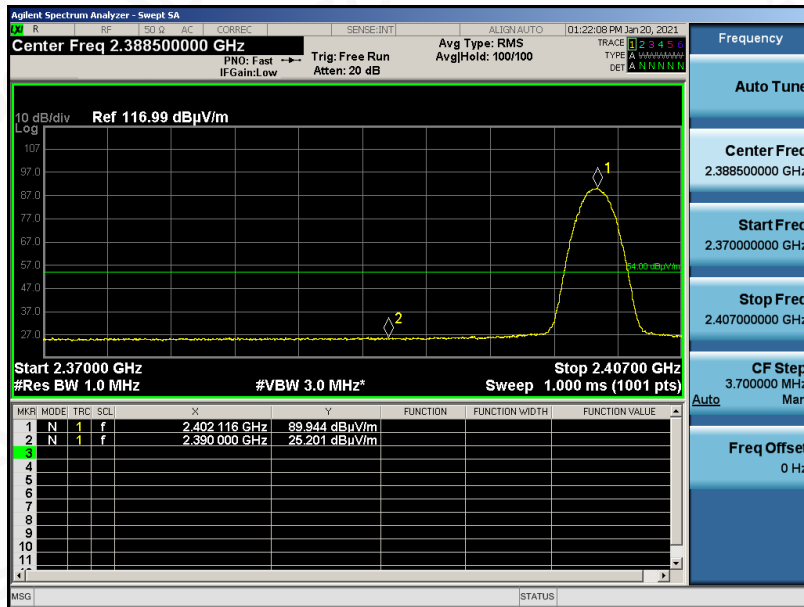 Agilent Spectrum Analyzer - Swept SA
LXI R RF 50 Ω AC CORREC SENSE:INT ALIGNAUTO 01:22:08 PM Jan 20, 2021
Center Freq 2.388500000 GHz
PNO: Fast
IFGain:Low
Trig: Free Run
Atten: 20 dB
Avg Type: RMS
Avg|Hold: 100/100
TRACE 1 2 3 4 5 6
TYPE A WWWWW
DET A N N N N N
10 dB/div
Log
Ref 116.99 dBµV/m
107
97.0
87.0
77.0
67.0
57.0
47.0
37.0
27.0
1
2
54.00 dBµV/m
Start 2.37000 GHz Stop 2.40700 GHz
#Res BW 1.0 MHz #VBW 3.0 MHz* Sweep 1.000 ms (1001 pts)
MKR MODE TRC SCL X Y FUNCTION FUNCTION WIDTH FUNCTION VALUE
1 N 1 f 2.402 116 GHz 89.944 dBµV/m
2 N 1 f 2.390 000 GHz 25.201 dBµV/m
3
4
5
6
7
8
9
10
11
MSG STATUS
Frequency
Auto Tune
Center Freq
2.388500000 GHz
Start Freq
2.370000000 GHz
Stop Freq
2.407000000 GHz
CF Step
3.700000 MHz
Auto Man
Freq Offset
0 Hz